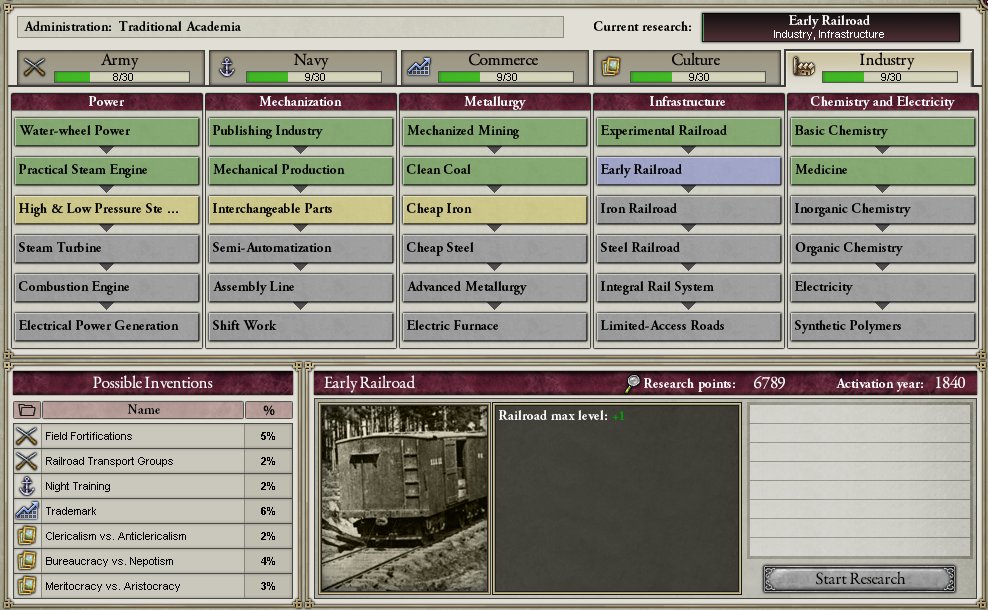 Administration: Traditional Academia
Current research:
Early Railroad
Industry, Infrastructure
Army
8/30
Navy
9/30
Commerce
9/30
Culture
9/30
Industry
9/30
Power
Mechanization
Metallurgy
Infrastructure
Chemistry and Electricity
Water-wheel Power
Publishing Industry
Mechanized Mining
Experimental Railroad
Basic Chemistry
Practical Steam Engine
Mechanical Production
Clean Coal
Early Railroad
Medicine
High & Low Pressure Ste ...
Interchangeable Parts
Cheap Iron
Iron Railroad
Inorganic Chemistry
Steam Turbine
Semi-Automatization
Cheap Steel
Steel Railroad
Organic Chemistry
Combustion Engine
Assembly Line
Advanced Metallurgy
Integral Rail System
Electricity
Electrical Power Generation
Shift Work
Electric Furnace
Limited-Access Roads
Synthetic Polymers
Possible Inventions
Name %
Field Fortifications 5%
Railroad Transport Groups 2%
Night Training 2%
Trademark 6%
Clericalism vs. Anticlericalism 2%
Bureaucracy vs. Nepotism 4%
Meritocracy vs. Aristocracy 3%
Early Railroad
Research points: 6789
Activation year: 1840
Railroad max level: +1
Start Research